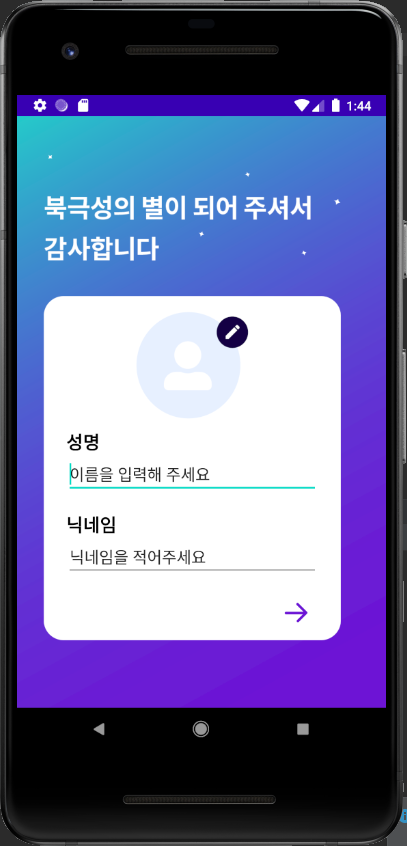 1:44
북극성의 별이 되어 주셔서
감사합니다
성명
이름을 입력해 주세요
닉네임
닉네임을 적어주세요